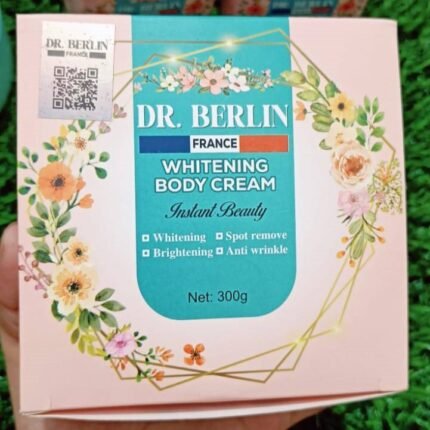 DR. BERLIN
FRANCE
DR. BERLIN
FRANCE
WHITENING
BODY CREAM
Instant Beauty
Whitening Spot remove
Brightening Anti wrinkle
Net: 300g